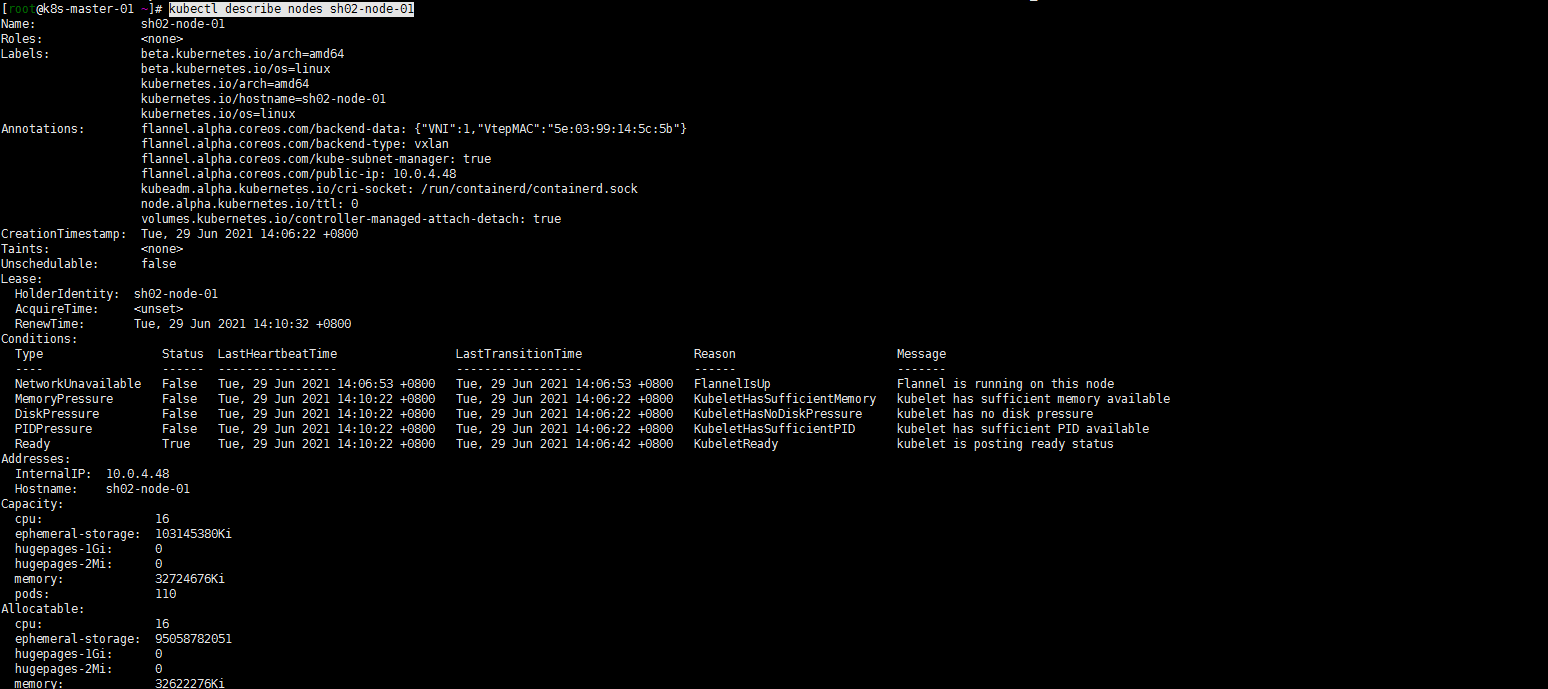 [root@k8s-master-01 ~]# kubectl describe nodes sh02-node-01
Name:               sh02-node-01
Roles:              <none>
Labels:             beta.kubernetes.io/arch=amd64
                    beta.kubernetes.io/os=linux
                    kubernetes.io/arch=amd64
                    kubernetes.io/hostname=sh02-node-01
                    kubernetes.io/os=linux
Annotations:        flannel.alpha.coreos.com/backend-data: {"VNI":1,"VtepMAC":"5e:03:99:14:5c:5b"}
                    flannel.alpha.coreos.com/backend-type: vxlan
                    flannel.alpha.coreos.com/kube-subnet-manager: true
                    flannel.alpha.coreos.com/public-ip: 10.0.4.48
                    kubeadm.alpha.kubernetes.io/cri-socket: /run/containerd/containerd.sock
                    node.alpha.kubernetes.io/ttl: 0
                    volumes.kubernetes.io/controller-managed-attach-detach: true
CreationTimestamp:  Tue, 29 Jun 2021 14:06:22 +0800
Taints:             <none>
Unschedulable:      false
Lease:
  HolderIdentity:  sh02-node-01
  AcquireTime:     <unset>
  RenewTime:       Tue, 29 Jun 2021 14:10:32 +0800
Conditions:
  Type                 Status  LastHeartbeatTime                 LastTransitionTime                Reason                       Message
  ----                 ------  -----------------                 ------------------                ------                       -------
  NetworkUnavailable   False   Tue, 29 Jun 2021 14:06:53 +0800   Tue, 29 Jun 2021 14:06:53 +0800   FlannelIsUp                  Flannel is running on this node
  MemoryPressure       False   Tue, 29 Jun 2021 14:10:22 +0800   Tue, 29 Jun 2021 14:06:22 +0800   KubeletHasSufficientMemory   kubelet has sufficient memory available
  DiskPressure         False   Tue, 29 Jun 2021 14:10:22 +0800   Tue, 29 Jun 2021 14:06:22 +0800   KubeletHasNoDiskPressure     kubelet has no disk pressure
  PIDPressure          False   Tue, 29 Jun 2021 14:10:22 +0800   Tue, 29 Jun 2021 14:06:22 +0800   KubeletHasSufficientPID      kubelet has sufficient PID available
  Ready                True    Tue, 29 Jun 2021 14:10:22 +0800   Tue, 29 Jun 2021 14:06:42 +0800   KubeletReady                 kubelet is posting ready status
Addresses:
  InternalIP:  10.0.4.48
  Hostname:    sh02-node-01
Capacity:
  cpu:                16
  ephemeral-storage:  103145380Ki
  hugepages-1Gi:      0
  hugepages-2Mi:      0
  memory:             32724676Ki
  pods:               110
Allocatable:
  cpu:                16
  ephemeral-storage:  95058782051
  hugepages-1Gi:      0
  hugepages-2Mi:      0
  memory:             32622276Ki